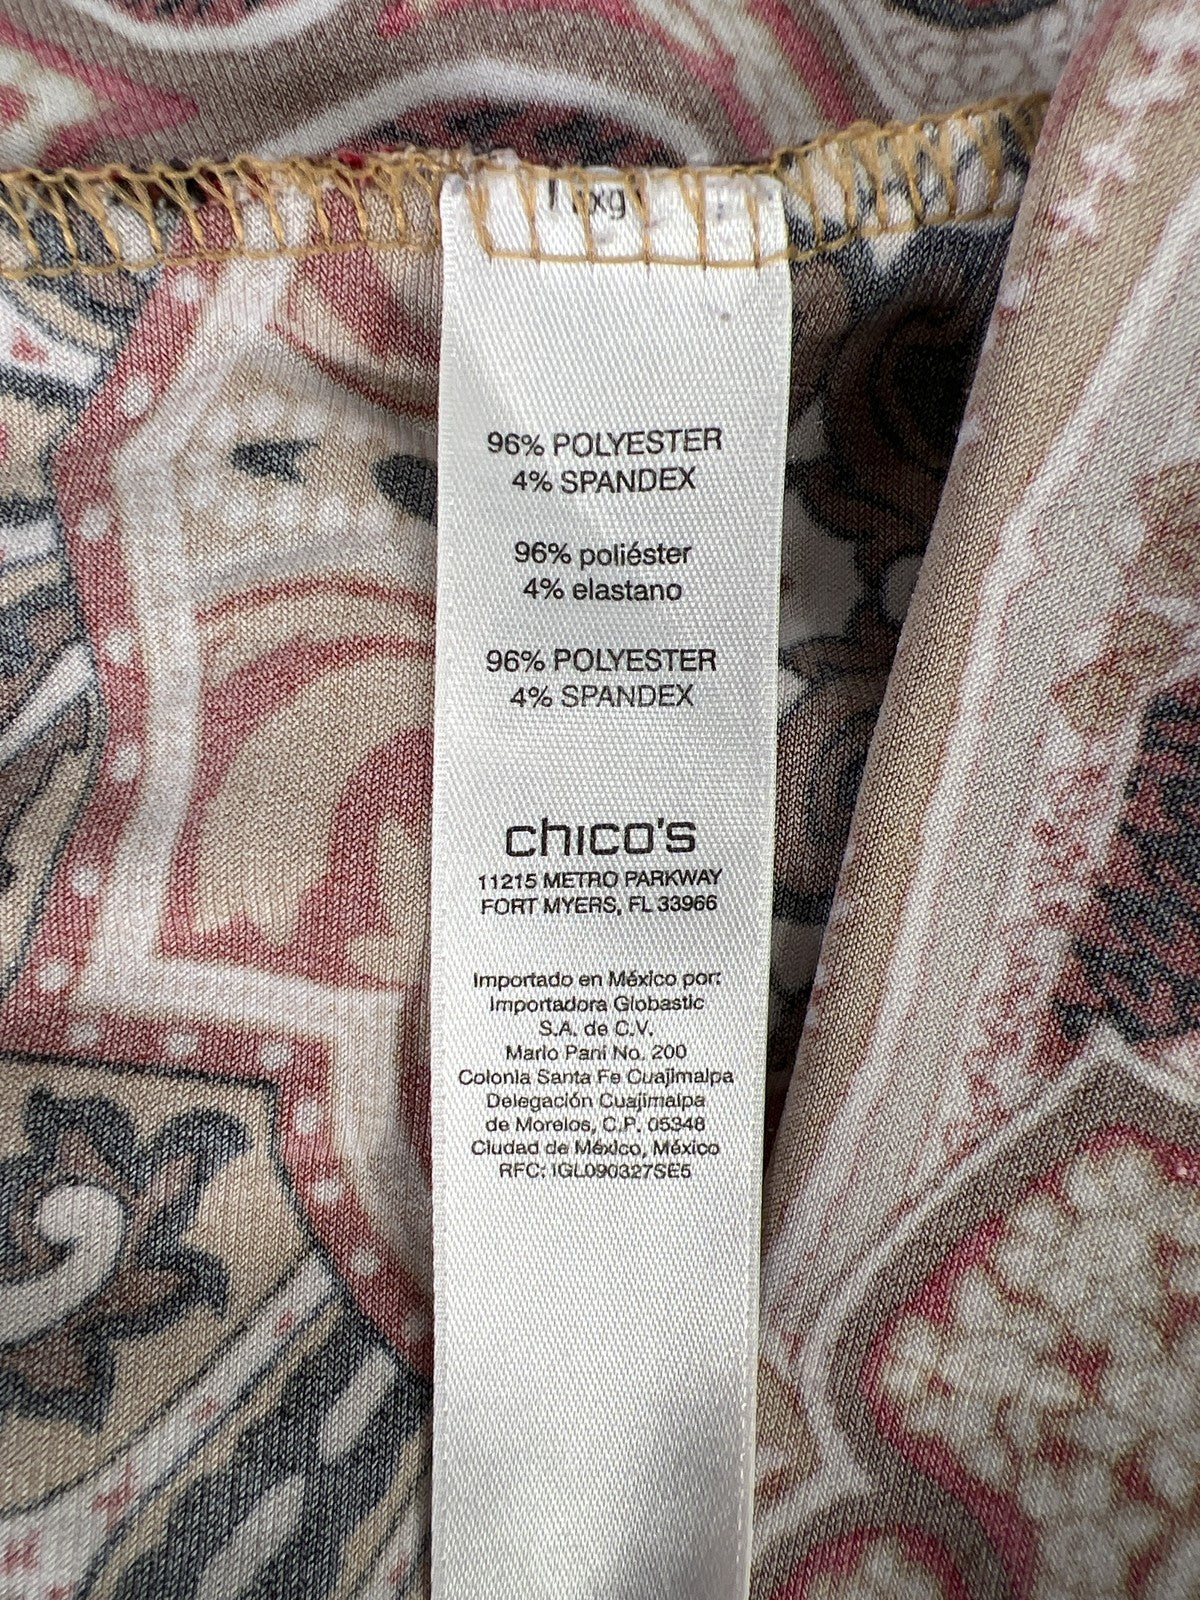 xg
96% POLYESTER
4% SPANDEX
96% poliéster
4% elastano
96% POLYESTER
4% SPANDEX
chico's
11215 METRO PARKWAY
FORT MYERS, FL 33966
Importado en México por:
Importadora Globastic
S.A. de C.V.
Mario Pani No. 200
Colonia Santa Fe Cuajimalpa
Delegación Cuajimalpa
de Morelos, C.P. 05348
Ciudad de México, México
RFC: IGL090327SE5